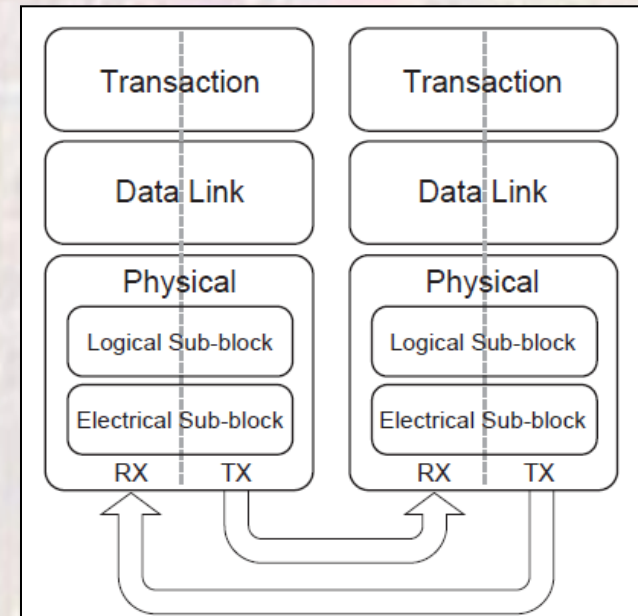 Transaction
Data Link
Physical
Logical Sub-block
Electrical Sub-block
RX TX
Transaction
Data Link
Physical
Logical Sub-block
Electrical Sub-block
RX TX